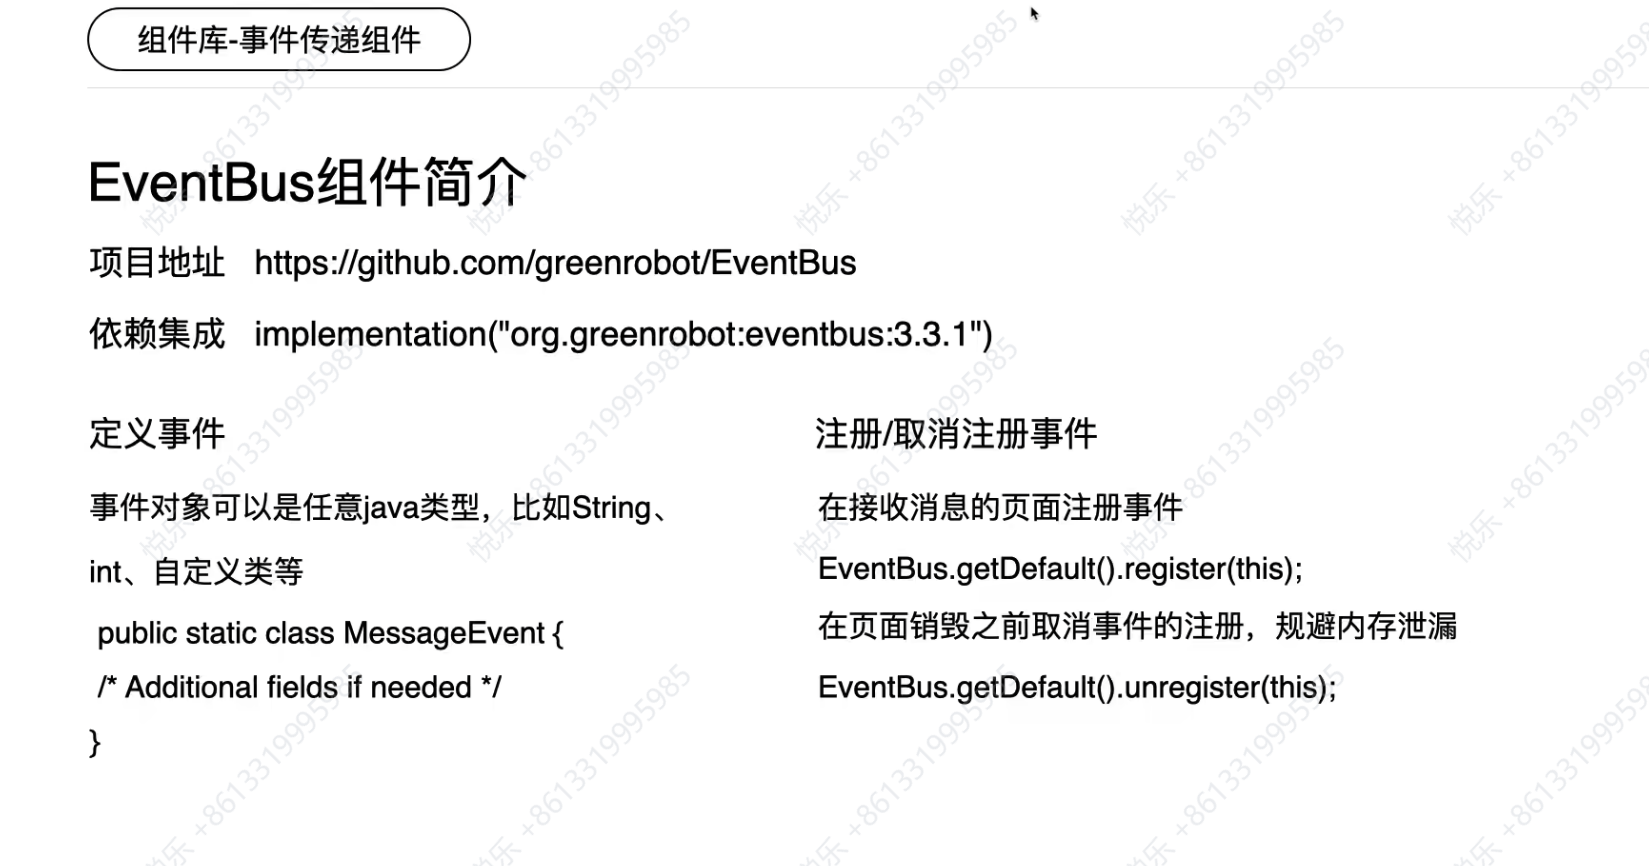 组件库-事件传递组件
EventBus组件简介
项目地址 https://github.com/greenrobot/EventBus
依赖集成 implementation("org.greenrobot:eventbus:3.3.1")
定义事件
事件对象可以是任意java类型，比如String、
int、自定义类等
public static class MessageEvent {
/* Additional fields if needed */
}
注册/取消注册事件
在接收消息的页面注册事件
EventBus.getDefault().register(this);
在页面销毁之前取消事件的注册，规避内存泄漏
EventBus.getDefault().unregister(this);
悦乐 +8613319995985